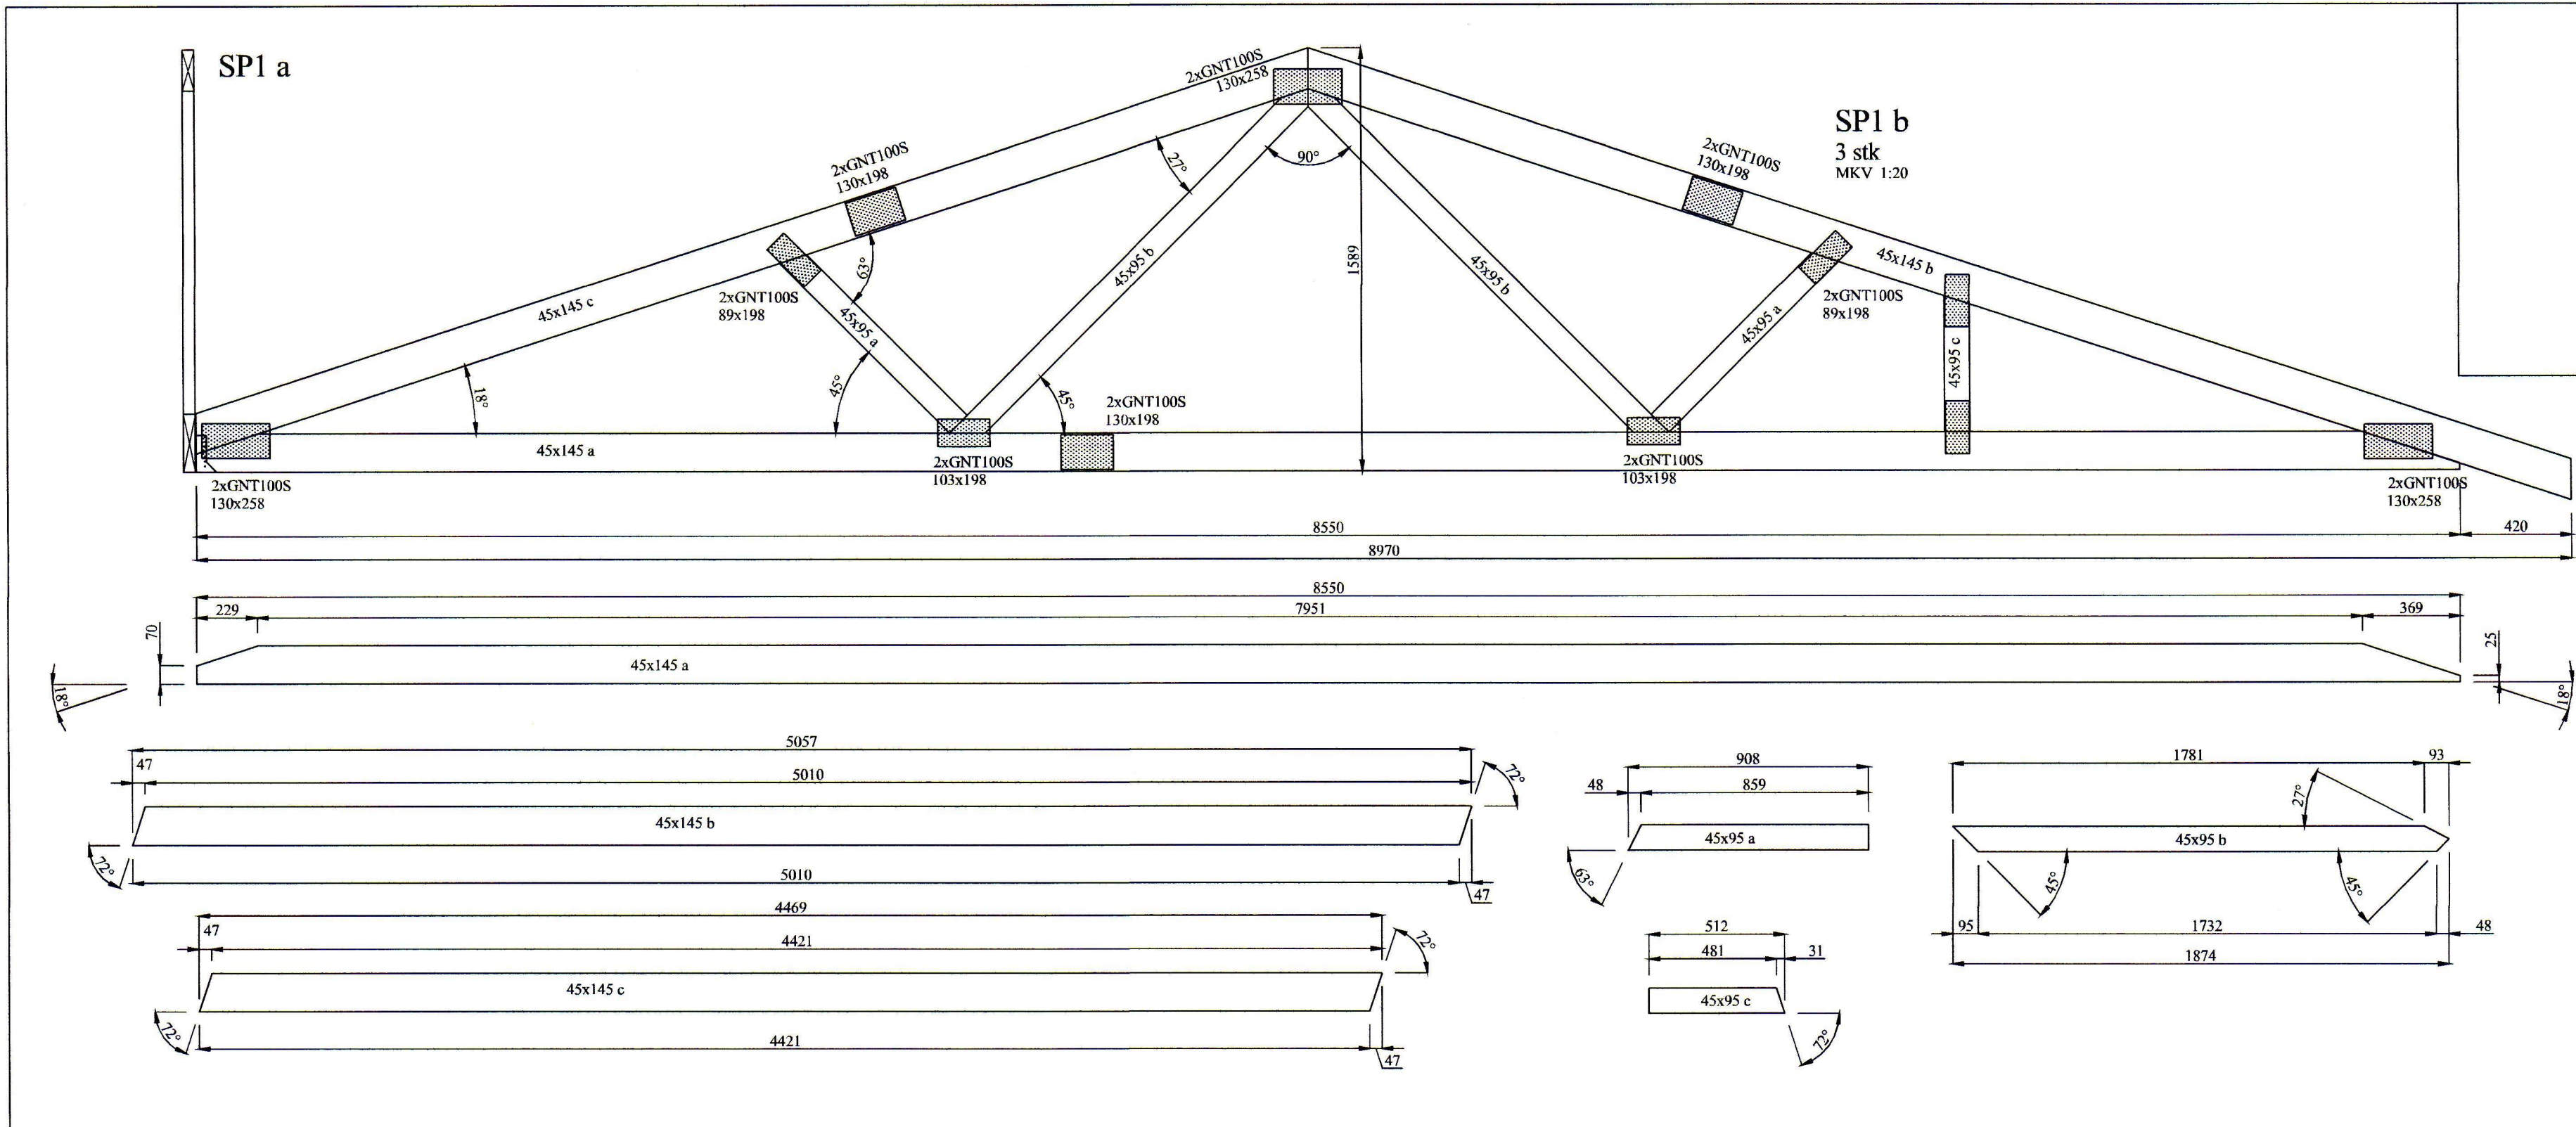 SP1 a
2xGNT100S
130x258
SP1 b
3 stk
MKV 1:20
2xGNT100S
130x198
2xGNT100S
130x198
27°
90°
1589
63°
45x95 b
45x95 b
45x145 b
45x145 c
2xGNT100S
89x198
45x95 a
45x95 a
2xGNT100S
89x198
45x95 c
18°
45°
45°
2xGNT100S
130x198
45x145 a
2xGNT100S
103x198
2xGNT100S
103x198
2xGNT100S
130x258
2xGNT100S
130x258
8550
420
8970
8550
229
7951
369
70
45x145 a
25
18°
18°
5057
47
5010
72°
45x145 b
72°
5010
47
908
48
859
45x95 a
63°
1781
93
27°
45x95 b
45°
45°
95
1732
48
1874
4469
47
4421
72°
45x145 c
72°
4421
47
512
481
31
45x95 c
72°